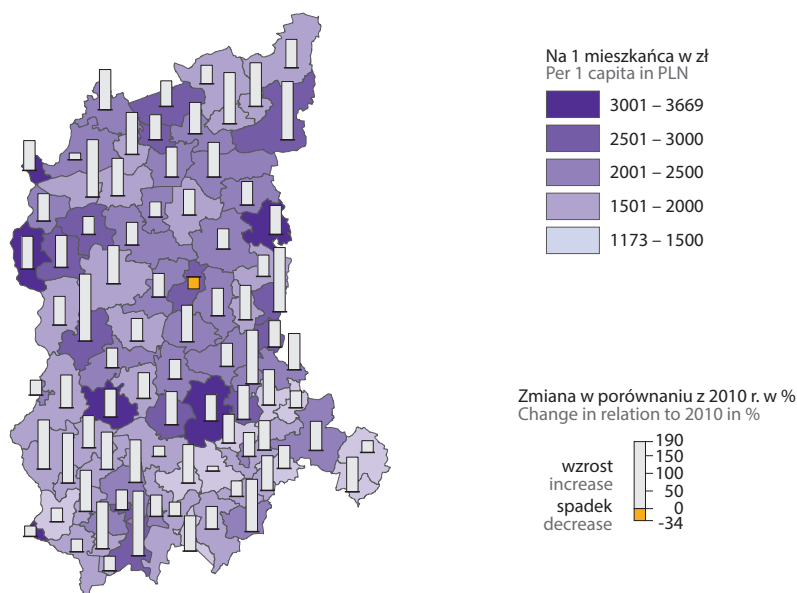 Na 1 mieszkańca w zł
Per 1 capita in PLN
3001 – 3669
2501 – 3000
2001 – 2500
1501 – 2000
1173 – 1500
Zmiana w porównaniu z 2010 r. w %
Change in relation to 2010 in %
190
150
100
50
0
-34
wzrost
increase
spadek
decrease